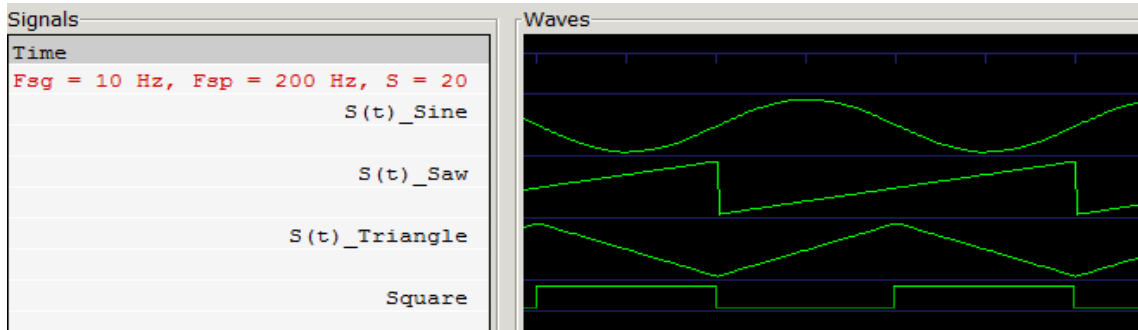 Signals
Waves
Time
Fsg = 10 Hz, Fsp = 200 Hz, S = 20
S(t)_Sine
S(t)_Saw
S(t)_Triangle
Square